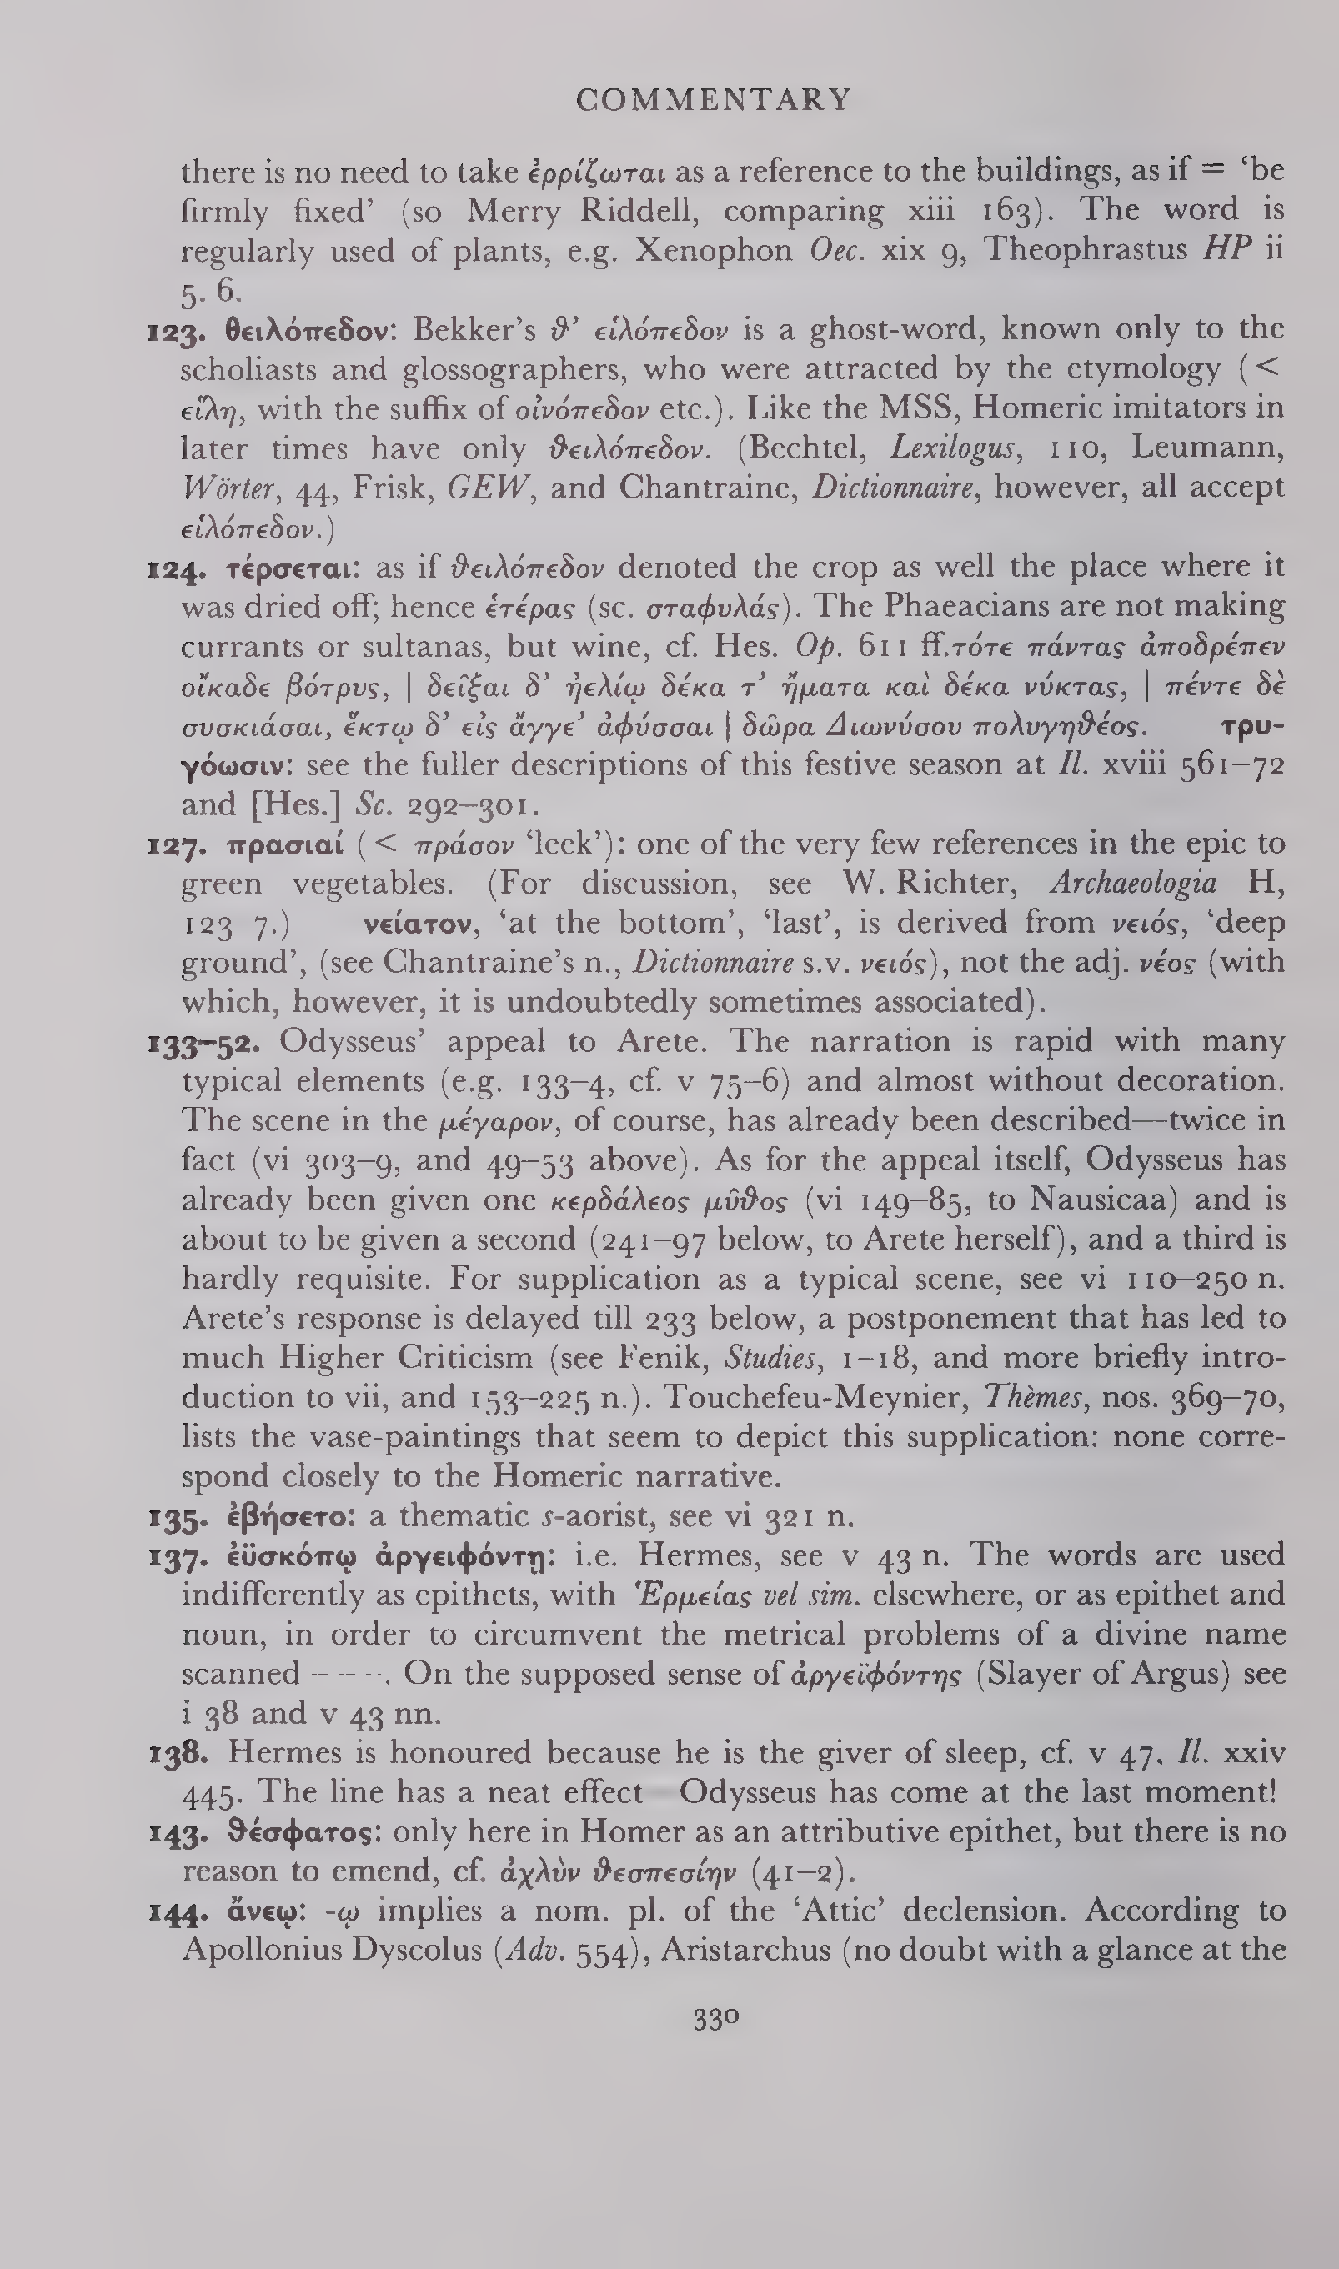 COMMENTARY
there is no need to take ἐρρίζωται as a reference to the buildings, as if = ‘be
firmly fixed’ (so Merry Riddell, comparing xiii 163). The word is
regularly used of plants, e.g. Xenophon Oec. xix 9, Theophrastus HP ii
5. 6.
123. θειλόπεδον: Bekker’s ϑ’ εἱλόπεδον is a ghost-word, known only to the
scholiasts and glossographers, who were attracted by the etymology (<
εἵλη, with the suffix of οἰνόπεδον etc.). Like the MSS, Homeric imitators in
later times have only ϑειλόπεδον. (Bechtel, Lexilogus, 110, Leumann,
Wörter, 44, Frisk, GEW, and Chantraine, Dictionnaire, however, all accept
εἱλόπεδον.)
124. τέρσεται: as if ϑειλόπεδον denoted the crop as well the place where it
was dried off; hence ἑτέρας (sc. σταφυλάς). The Phaeacians are not making
currants or sultanas, but wine, cf. Hes. Op. 611 ff.τότε πάντας ἀποδρέπεν
οἴκαδε βότρυς, | δεῖξαι δ’ ἠελίῳ δέκα τ’ ἤματα καὶ δέκα νύκτας, | πέντε δὲ
συσκιάσαι, ἕκτῳ δ’ εἰς ἄγγε’ ἀφύσσαι | δῶρα Διωνύσου πολυγηϑέος. τρυ-
γόωσιν: see the fuller descriptions of this festive season at Il. xviii 561–72
and [Hes.] Sc. 292–301.
127. πρασιαί (< πράσον ‘leek’): one of the very few references in the epic to
green vegetables. (For discussion, see W. Richter, Archaeologia H,
123 7.) νείατον, ‘at the bottom’, ‘last’, is derived from νειός, ‘deep
ground’, (see Chantraine’s n., Dictionnaire s.v. νειός), not the adj. νέος (with
which, however, it is undoubtedly sometimes associated).
133–52. Odysseus’ appeal to Arete. The narration is rapid with many
typical elements (e.g. 133–4, cf. v 75–6) and almost without decoration.
The scene in the μέγαρον, of course, has already been described—twice in
fact (vi 303–9, and 49–53 above). As for the appeal itself, Odysseus has
already been given one κερδάλεος μῦϑος (vi 149–85, to Nausicaa) and is
about to be given a second (241–97 below, to Arete herself), and a third is
hardly requisite. For supplication as a typical scene, see vi 110–250 n.
Arete’s response is delayed till 233 below, a postponement that has led to
much Higher Criticism (see Fenik, Studies, 1–18, and more briefly intro-
duction to vii, and 153–225 n.). Touchefeu-Meynier, Thèmes, nos. 369–70,
lists the vase-paintings that seem to depict this supplication: none corre-
spond closely to the Homeric narrative.
135. ἐβήσετο: a thematic s-aorist, see vi 321 n.
137. ἐϋσκόπῳ ἀργειφόντῃ: i.e. Hermes, see v 43 n. The words are used
indifferently as epithets, with Ἑρμείας vel sim. elsewhere, or as epithet and
noun, in order to circumvent the metrical problems of a divine name
scanned – – –. On the supposed sense of ἀργεϊφόντης (Slayer of Argus) see
i 38 and v 43 nn.
138. Hermes is honoured because he is the giver of sleep, cf. v 47, Il. xxiv
445. The line has a neat effect Odysseus has come at the last moment!
143. ϑέσφατος: only here in Homer as an attributive epithet, but there is no
reason to emend, cf. ἀχλὺν ϑεσπεσίην (41–2).
144. ἄνεῳ: -ῳ implies a nom. pl. of the ‘Attic’ declension. According to
Apollonius Dyscolus (Adv. 554), Aristarchus (no doubt with a glance at the
330